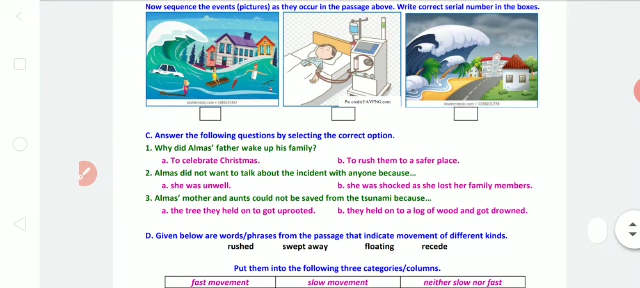 Now sequence the events (pictures) as they occur in the passage above. Write correct serial number in the boxes.
Pic credit:FAVPNG.com
C. Answer the following questions by selecting the correct option.
1. Why did Almas' father wake up his family?
a. To celebrate Christmas. b. To rush them to a safer place.
2. Almas did not want to talk about the incident with anyone because...
a. she was unwell. b. she was shocked as she lost her family members.
3. Almas' mother and aunts could not be saved from the tsunami because...
a. the tree they held on to got uprooted. b. they held on to a log of wood and got drowned.
D. Given below are words/phrases from the passage that indicate movement of different kinds.
rushed swept away floating recede
Put them into the following three categories/columns.
fast movement slow movement neither slow nor fast